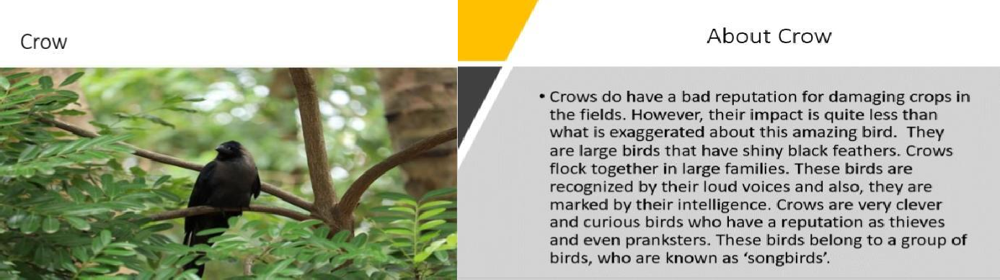 Crow
About Crow
• Crows do have a bad reputation for damaging crops in
the fields. However, their impact is quite less than
what is exaggerated about this amazing bird.  They
are large birds that have shiny black feathers. Crows
flock together in large families. These birds are
recognized by their loud voices and also, they are
marked by their intelligence. Crows are very clever
and curious birds who have a reputation as thieves
and even pranksters. These birds belong to a group of
birds, who are known as ‘songbirds’.